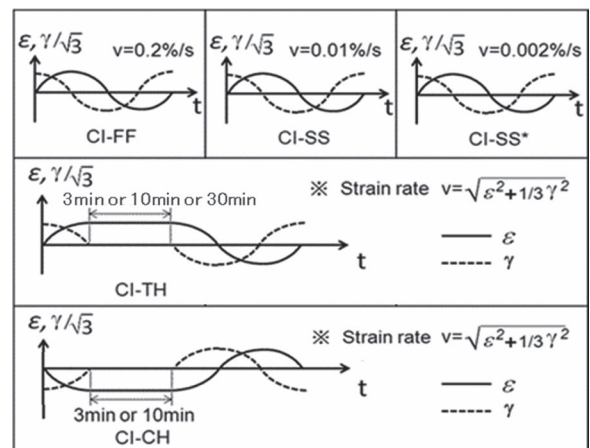 ε, γ/√3 v=0.2%/s
t
CI-FF
ε, γ/√3 v=0.01%/s
t
CI-SS
ε, γ/√3 v=0.002%/s
t
CI-SS*
ε, γ/√3
3min or 10min or 30min
※ Strain rate v=√ε²+1/3γ²
ε
γ
t
CI-TH
ε, γ/√3
※ Strain rate v=√ε²+1/3γ²
t
ε
γ
3min or 10min
CI-CH